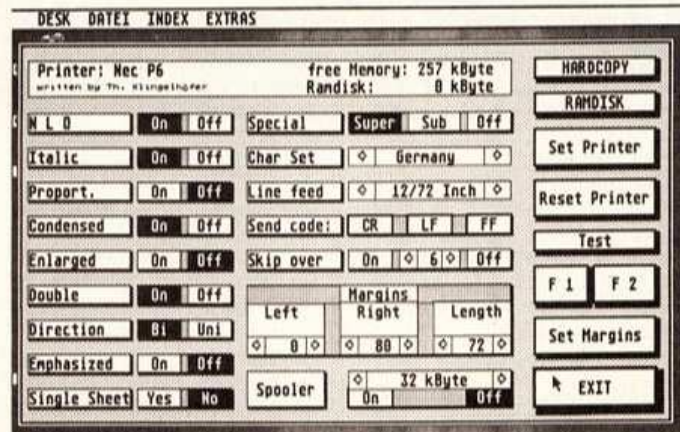 DESK DATEI INDEX EXTRAS
Printer: Nec P6 free Memory: 257 kByte
written by Th. Klingelhöfer Ramdisk: 0 kByte
HARDCOPY
RAMDISK
N L Q On Off Special Super Sub Off
Italic On Off Char Set Germany Set Printer
Proport. On Off Line feed 12/72 Inch Reset Printer
Condensed On Off Send code: CR LF FF Test
Enlarged On Off Skip over On 6 Off
F 1 F 2
Double On Off Margins
Left Right Length
Direction Bi Uni 0 80 72 Set Margins
Emphasized On Off Spooler 32 kByte
Single Sheet Yes No On Off EXIT